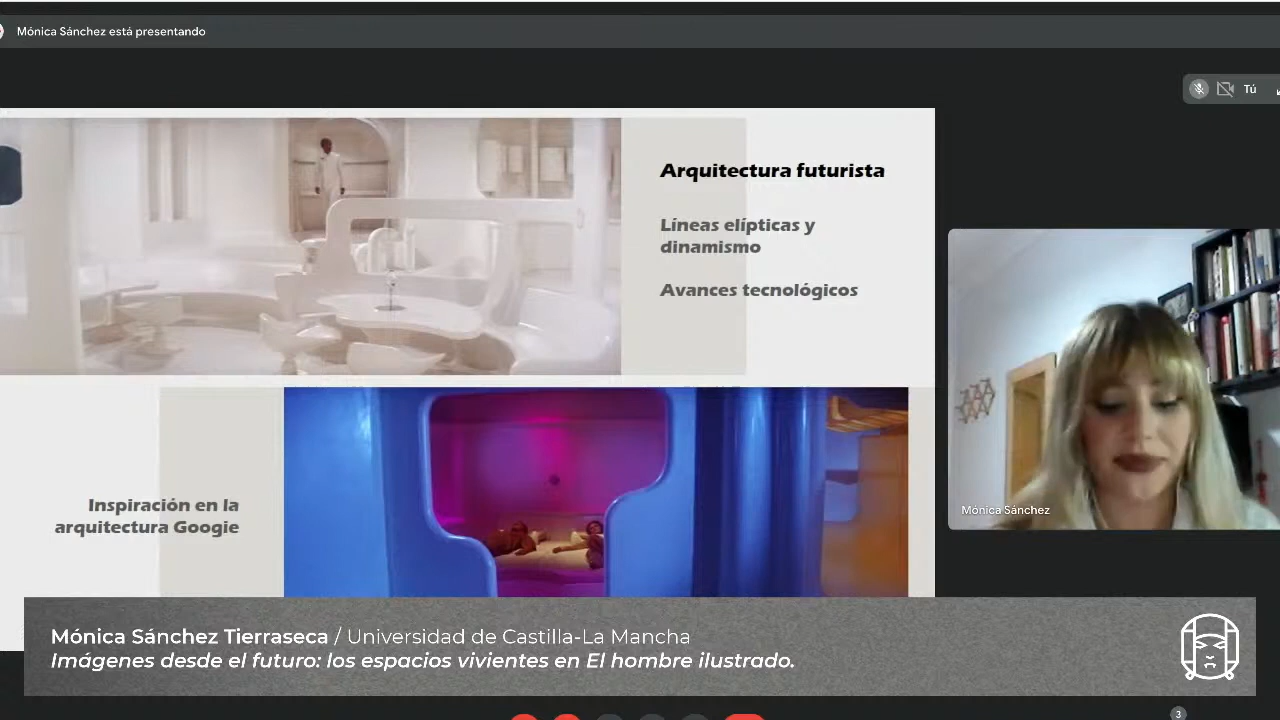 Mónica Sánchez está presentando
Tú
Arquitectura futurista
Líneas elípticas y
dinamismo
Avances tecnológicos
Inspiración en la
arquitectura Googie
Mónica Sánchez
Mónica Sánchez Tierraseca / Universidad de Castilla-La Mancha
Imágenes desde el futuro: los espacios vivientes en El hombre ilustrado.
3